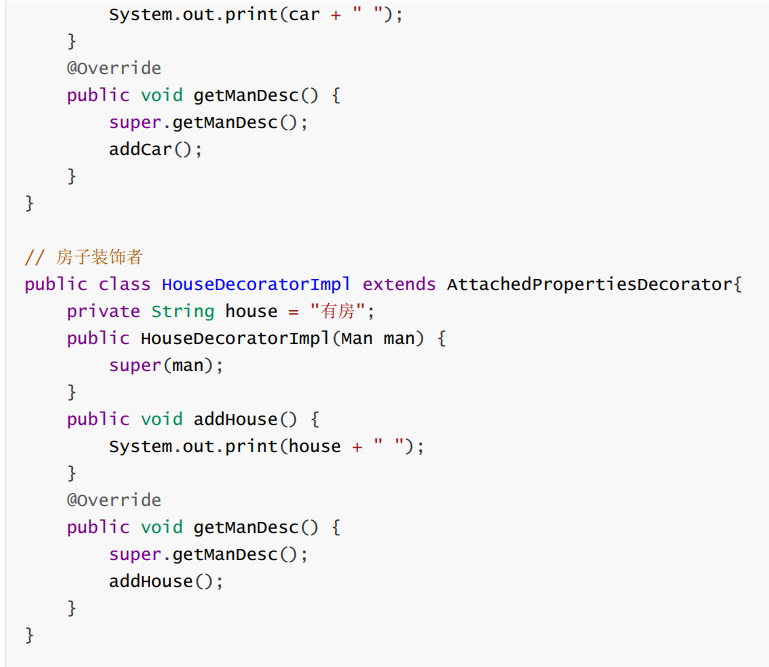 System.out.print(car + " ");
}
@Override
public void getManDesc() {
super.getManDesc();
addCar();
}
}
// 房子装饰者
public class HouseDecoratorImpl extends AttachedPropertiesDecorator{
private String house = "有房";
public HouseDecoratorImpl(Man man) {
super(man);
}
public void addHouse() {
System.out.print(house + " ");
}
@Override
public void getManDesc() {
super.getManDesc();
addHouse();
}
}